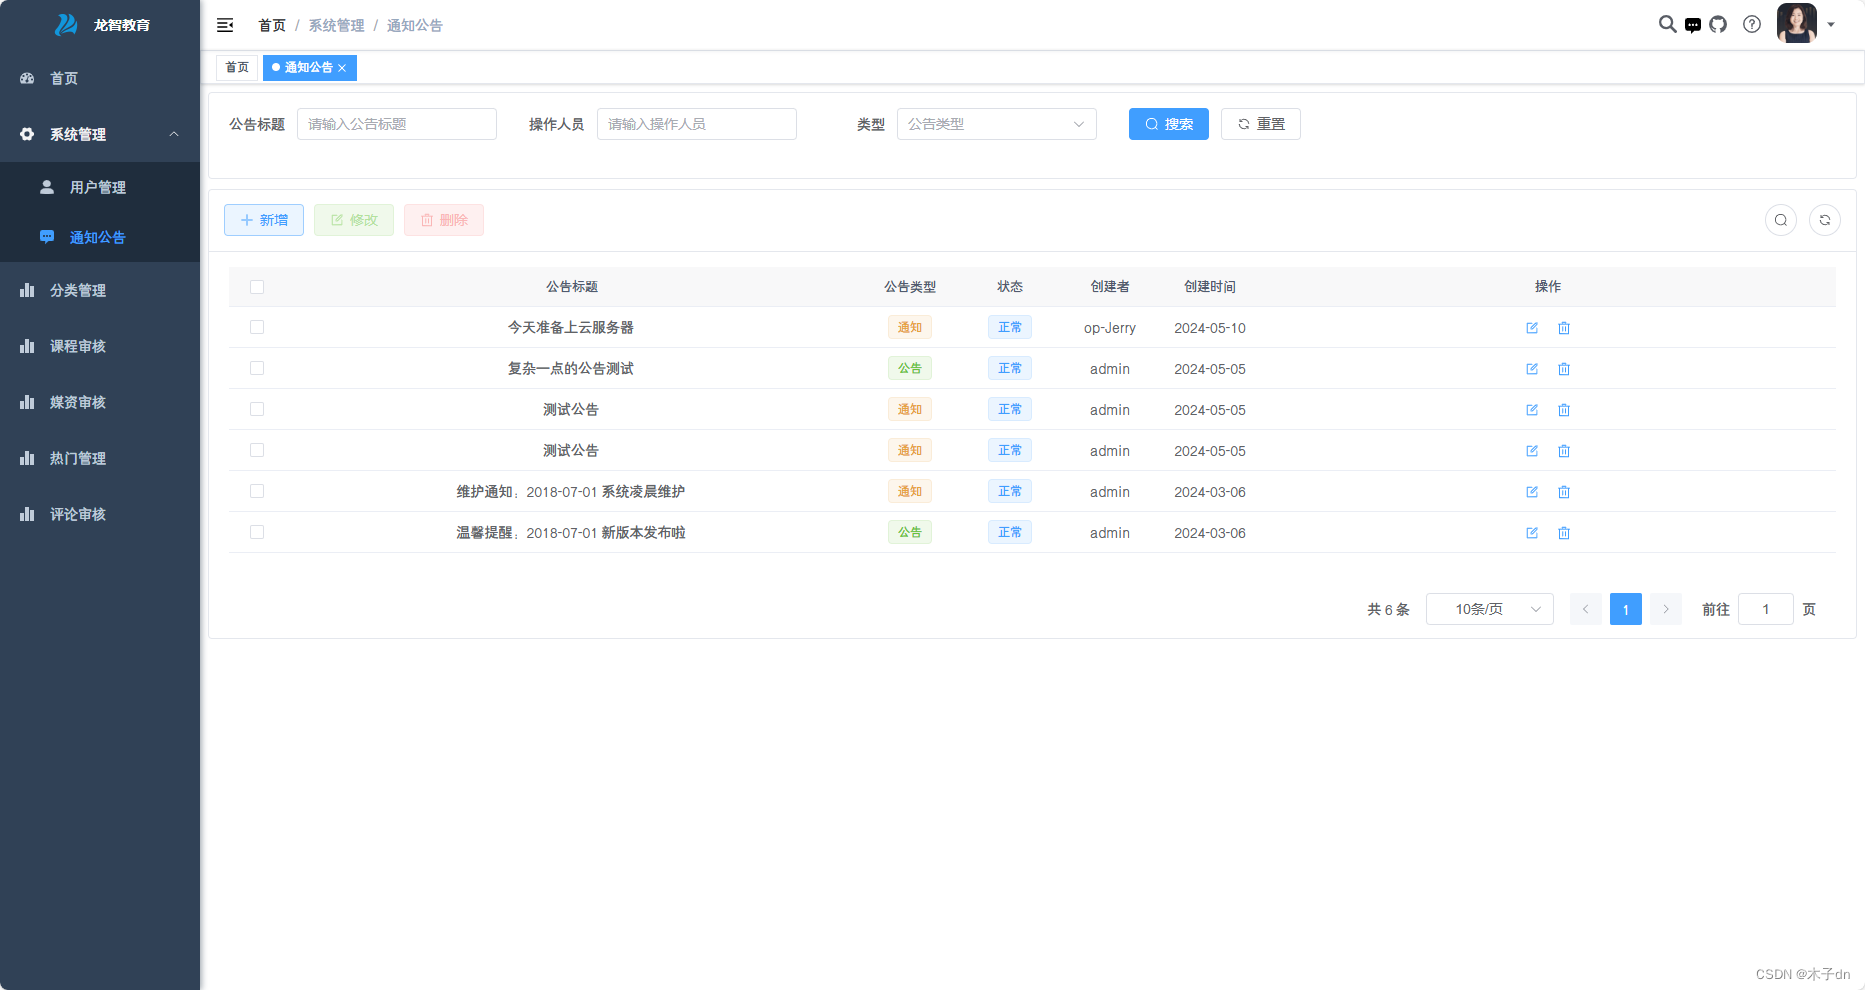 龙智教育
首页 / 系统管理 / 通知公告
首页
通知公告
首页
系统管理
用户管理
通知公告
分类管理
课程审核
媒资审核
热门管理
评论审核
公告标题 请输入公告标题 操作人员 请输入操作人员 类型 公告类型 搜索 重置
新增 修改 删除
公告标题 公告类型 状态 创建者 创建时间 操作
今天准备上云服务器 通知 正常 op-Jerry 2024-05-10
复杂一点的公告测试 公告 正常 admin 2024-05-05
测试公告 通知 正常 admin 2024-05-05
测试公告 通知 正常 admin 2024-05-05
维护通知：2018-07-01 系统凌晨维护 通知 正常 admin 2024-03-06
温馨提醒：2018-07-01 新版本发布啦 公告 正常 admin 2024-03-06
共 6 条 10条/页 1 前往 1 页
CSDN @木子dn